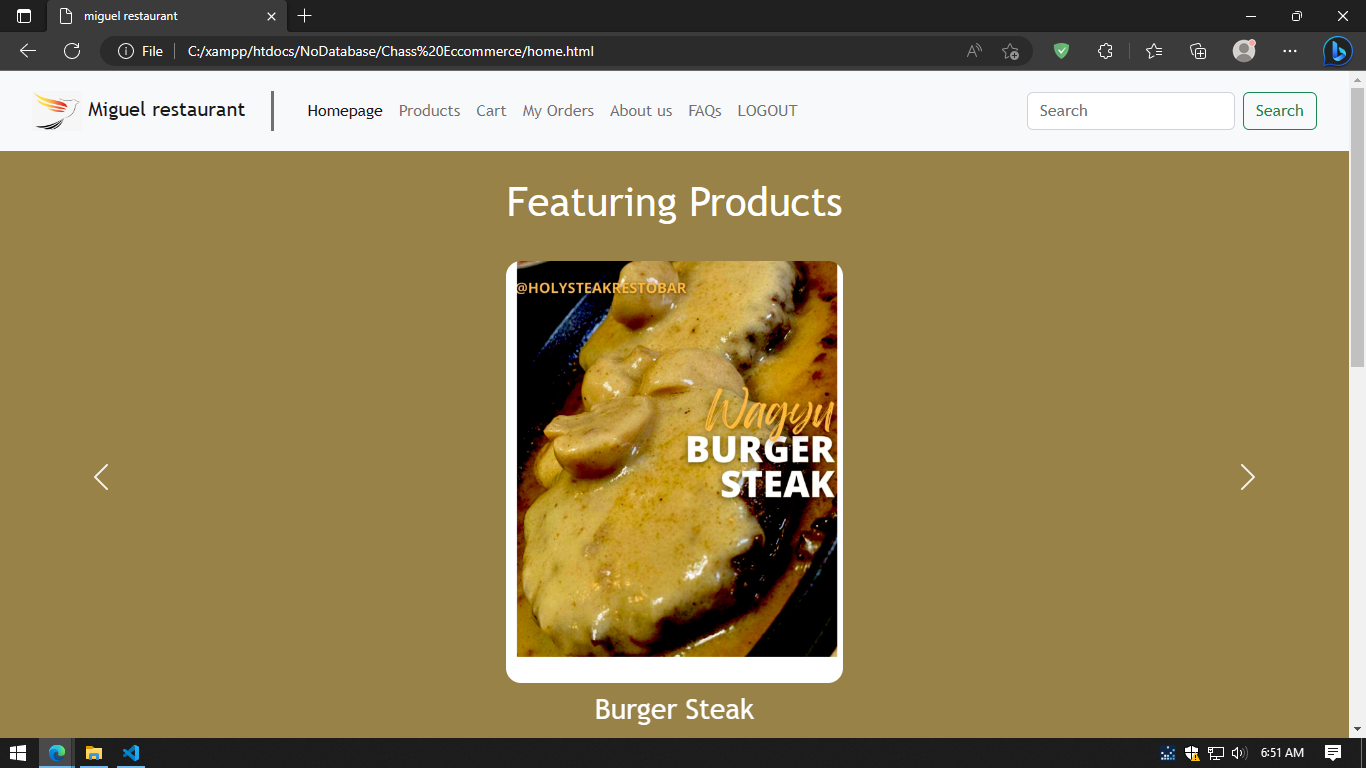 miguel restaurant
File
C:/xampp/htdocs/NoDatabase/Chass%20Eccommerce/home.html
Miguel restaurant
Homepage Products Cart My Orders About us FAQs LOGOUT
Search
Search
Featuring Products
@HOLYSTEAKRESTOBAR
Wagyu
BURGER
STEAK
Burger Steak
6:51 AM